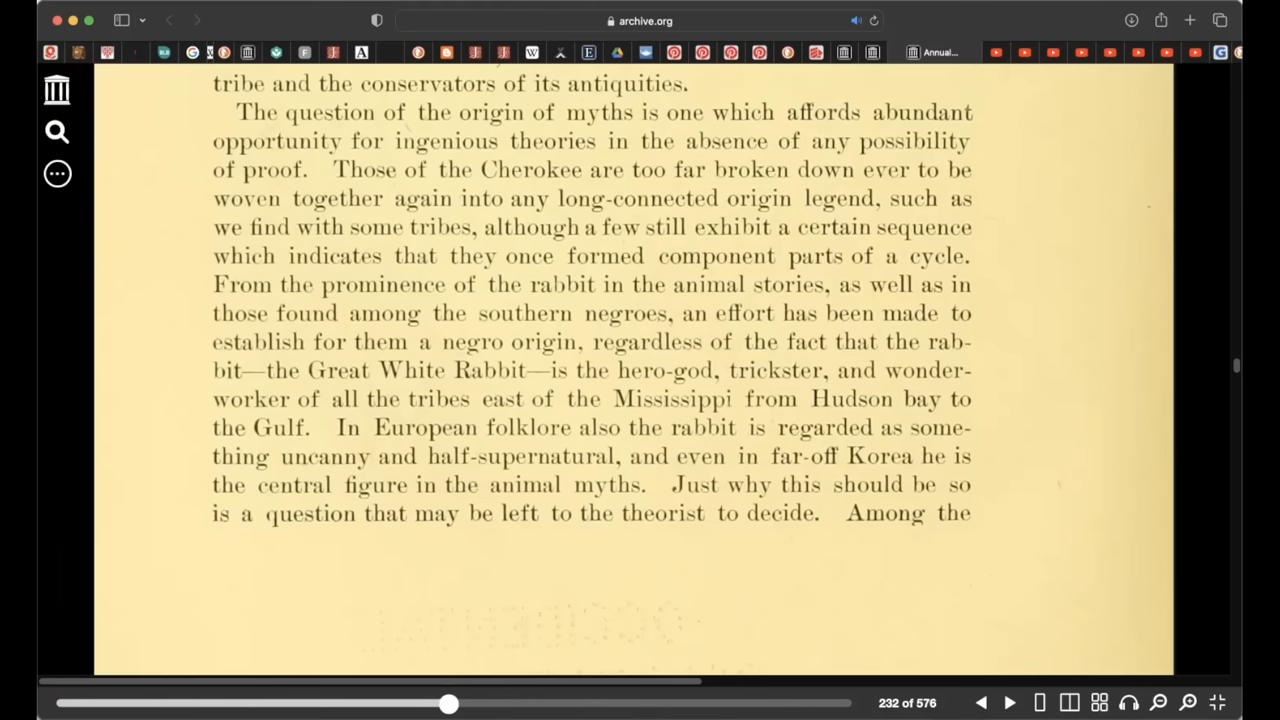 archive.org
Annual...
tribe and the conservators of its antiquities.
The question of the origin of myths is one which affords abundant
opportunity for ingenious theories in the absence of any possibility
of proof. Those of the Cherokee are too far broken down ever to be
woven together again into any long-connected origin legend, such as
we find with some tribes, although a few still exhibit a certain sequence
which indicates that they once formed component parts of a cycle.
From the prominence of the rabbit in the animal stories, as well as in
those found among the southern negroes, an effort has been made to
establish for them a negro origin, regardless of the fact that the rab-
bit—the Great White Rabbit—is the hero-god, trickster, and wonder-
worker of all the tribes east of the Mississippi from Hudson bay to
the Gulf. In European folklore also the rabbit is regarded as some-
thing uncanny and half-supernatural, and even in far-off Korea he is
the central figure in the animal myths. Just why this should be so
is a question that may be left to the theorist to decide. Among the
232 of 576